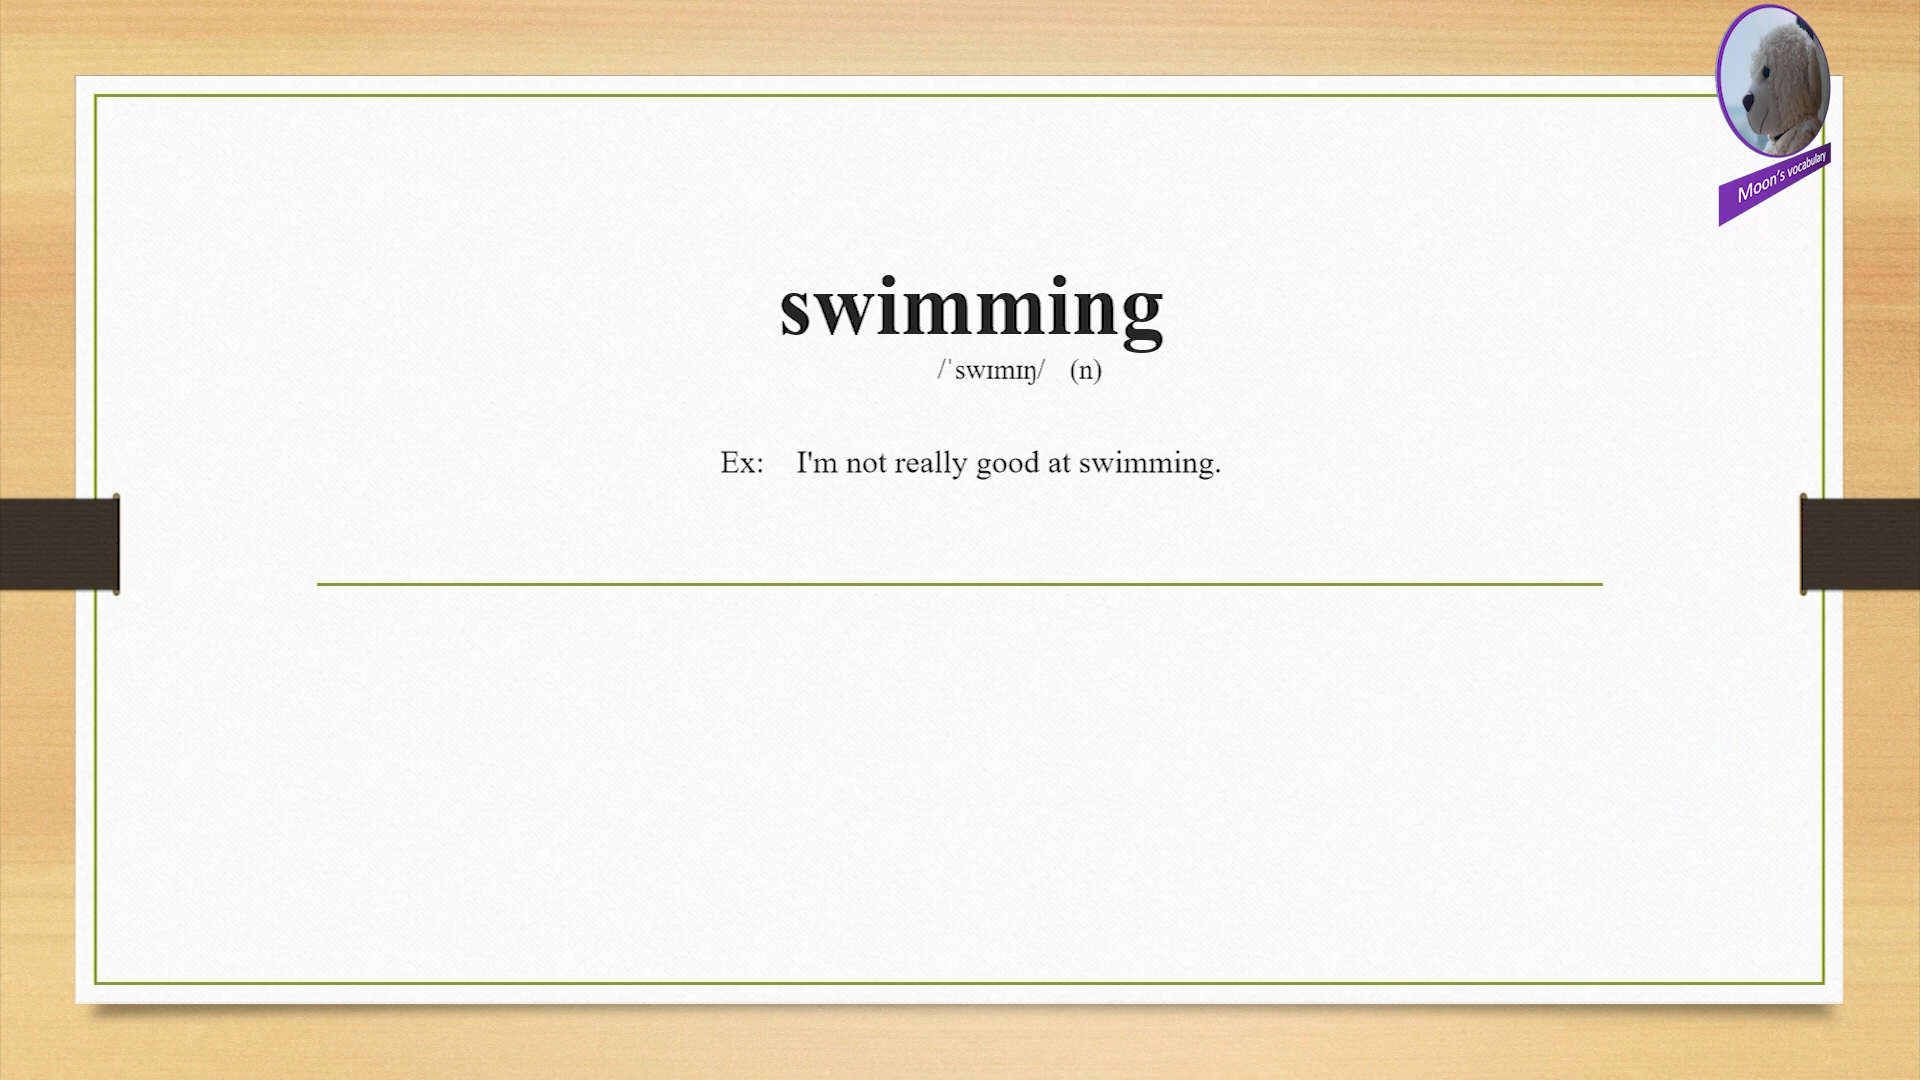 Moon's vocabulary
swimming
/ˈswɪmɪŋ/ (n)
Ex: I'm not really good at swimming.